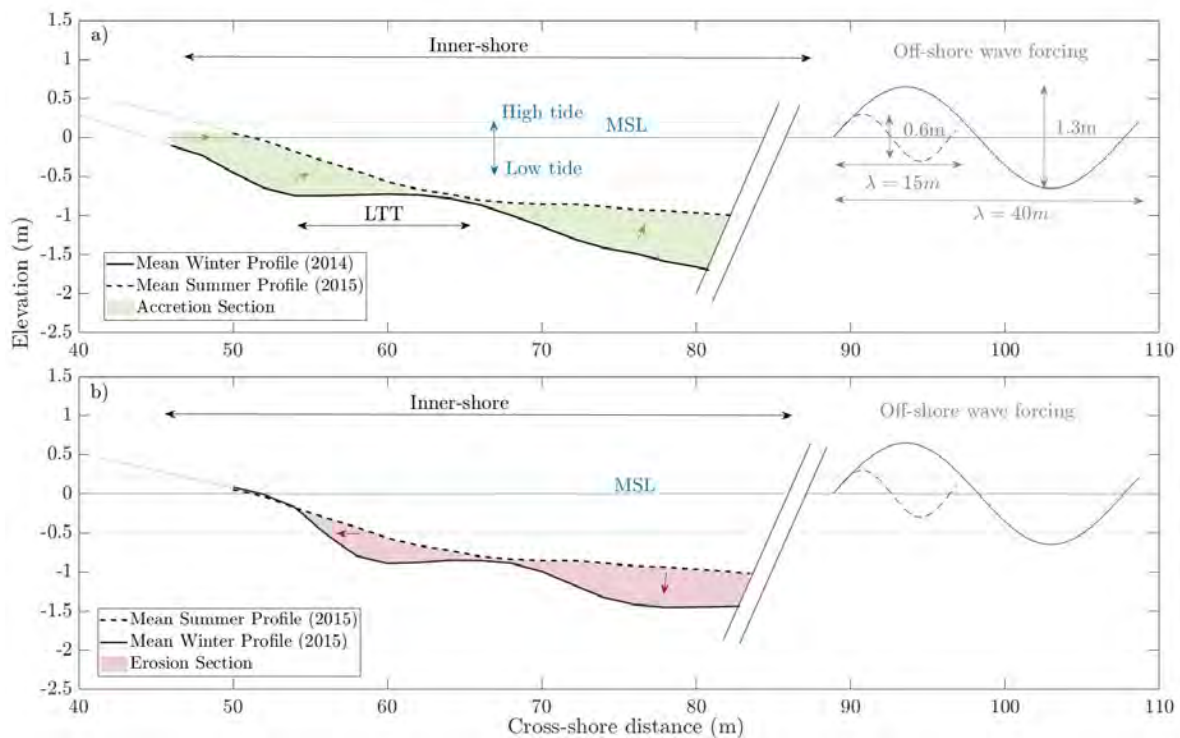 1.5
a)
Inner-shore
Off-shore wave forcing
1
0.5
High tide
MSL
0
0.6m
1.3m
Low tide
-0.5
λ = 15m
-1
LTT
λ = 40m
-1.5
Mean Winter Profile (2014)
Mean Summer Profile (2015)
-2
Accretion Section
-2.5
40 50 60 70 80 90 100 110
Elevation (m)
1.5
b)
Inner-shore
Off-shore wave forcing
1
0.5
MSL
0
-0.5
-1
-1.5
Mean Summer Profile (2015)
Mean Winter Profile (2015)
-2
Erosion Section
-2.5
40 50 60 70 80 90 100 110
Cross-shore distance (m)